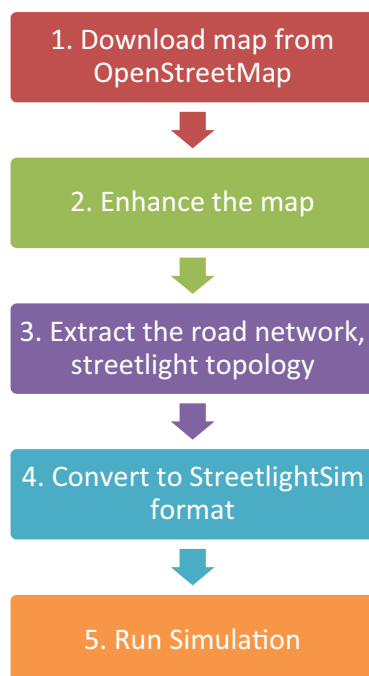 1. Download map from
OpenStreetMap
2. Enhance the map
3. Extract the road network,
streetlight topology
4. Convert to StreetlightSim
format
5. Run Simulation